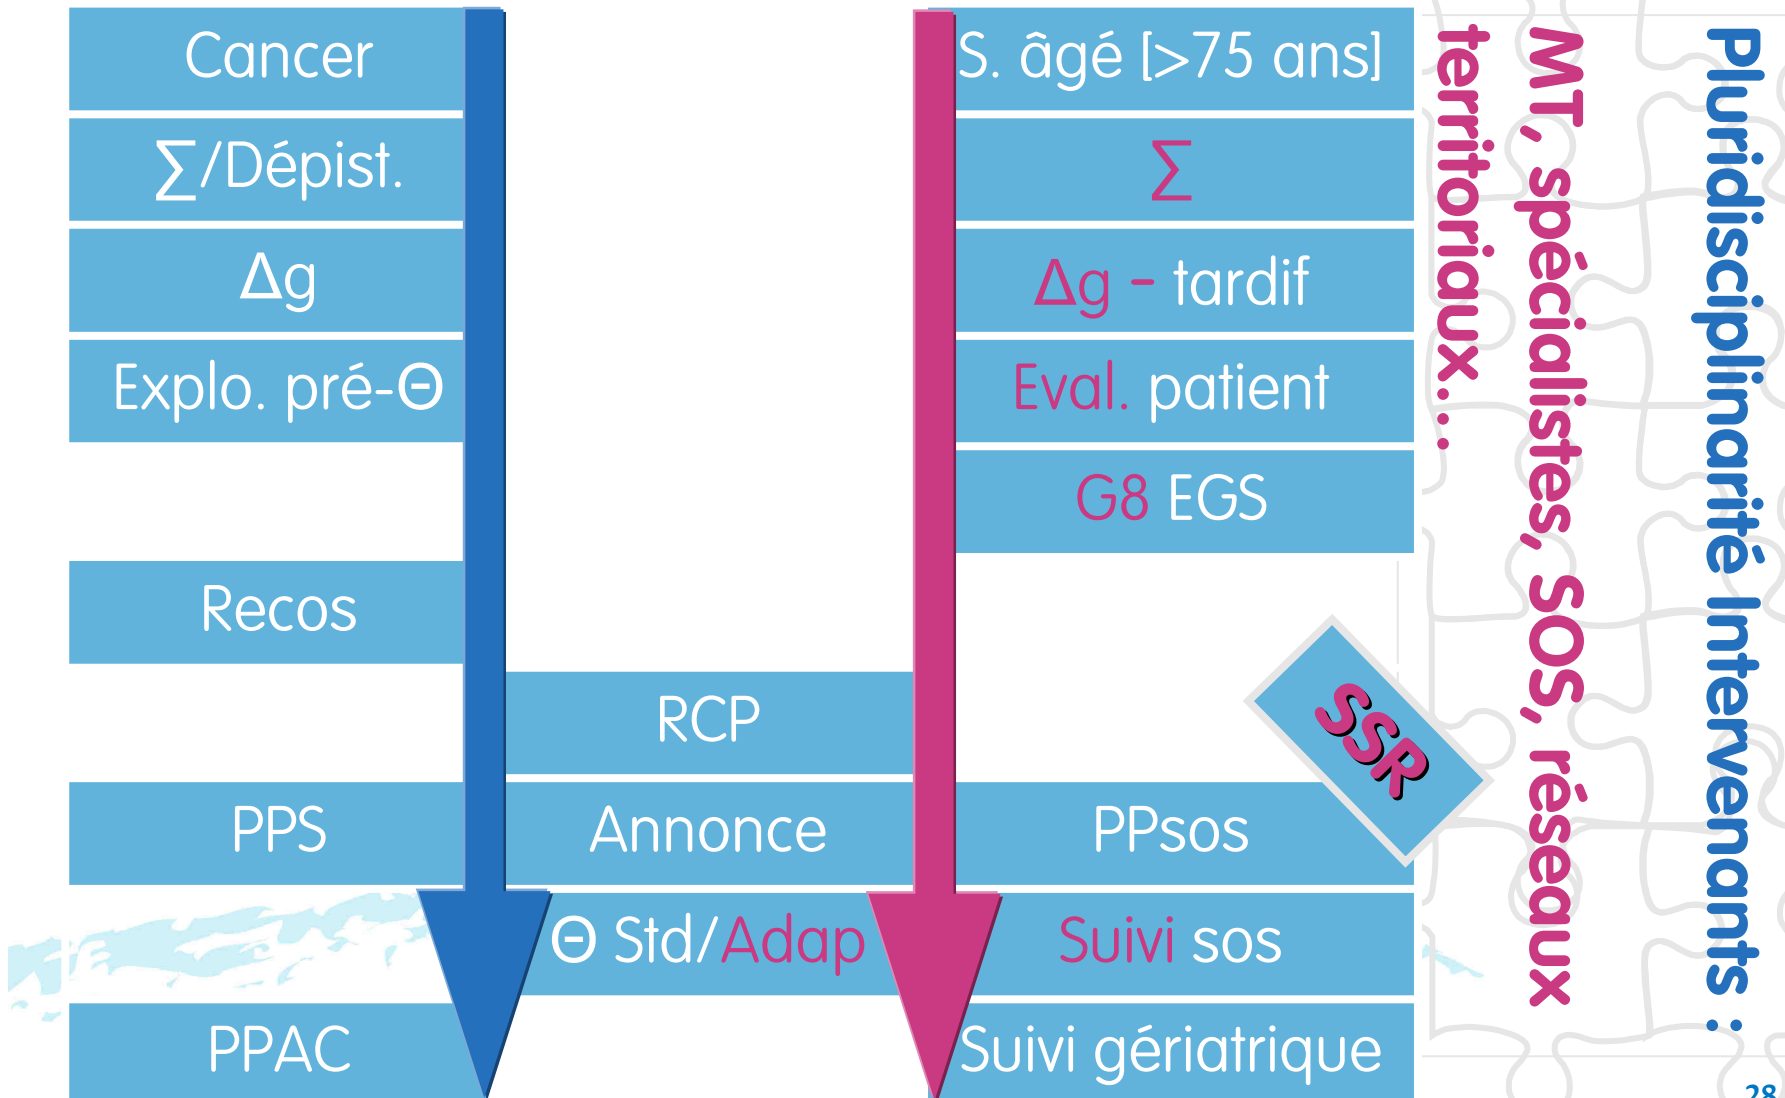 Cancer
S. âgé [>75 ans]
∑/Dépist.
∑
Δg
Δg - tardif
Explo. pré-Θ
Eval. patient
G8 EGS
Recos
RCP
SSR
PPS
Annonce
PPsos
Θ Std/Adap
Suivi sos
PPAC
Suivi gériatrique
Pluridisciplinarité Intervenants :
MT, spécialistes, SOS, réseaux
territoriaux....
28